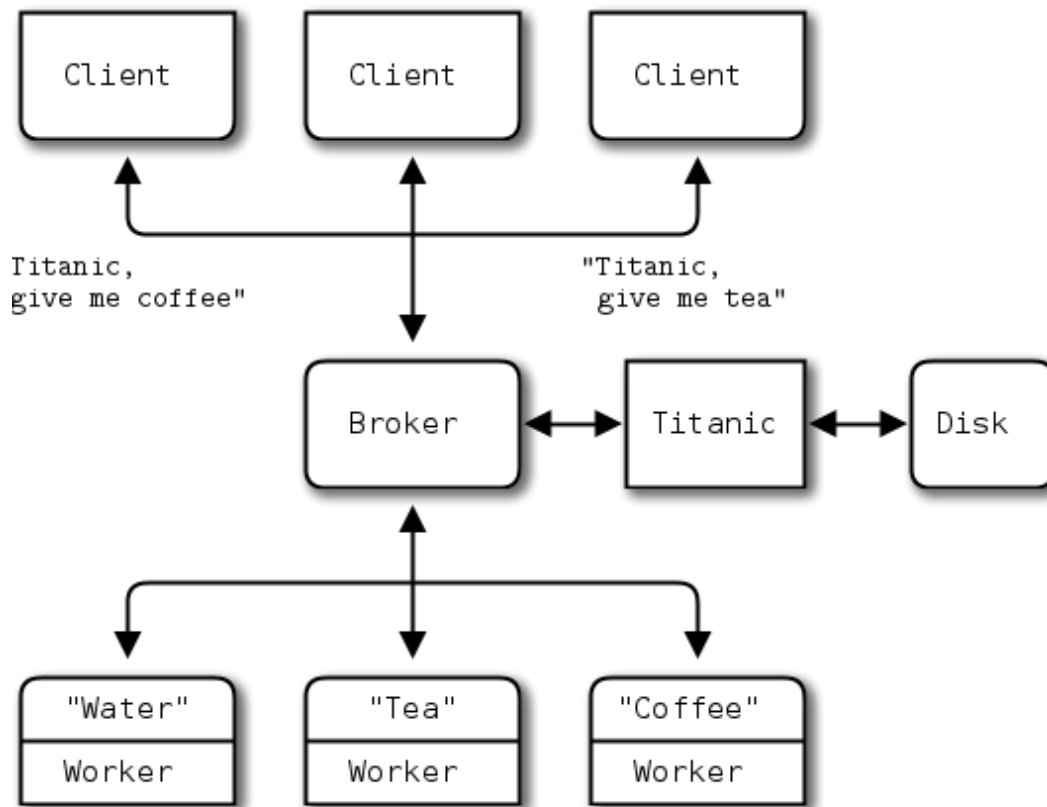 Client
Client
Client
Titanic,
give me coffee"
"Titanic,
give me tea"
Broker
Titanic
Disk
"Water"
"Tea"
"Coffee"
Worker
Worker
Worker